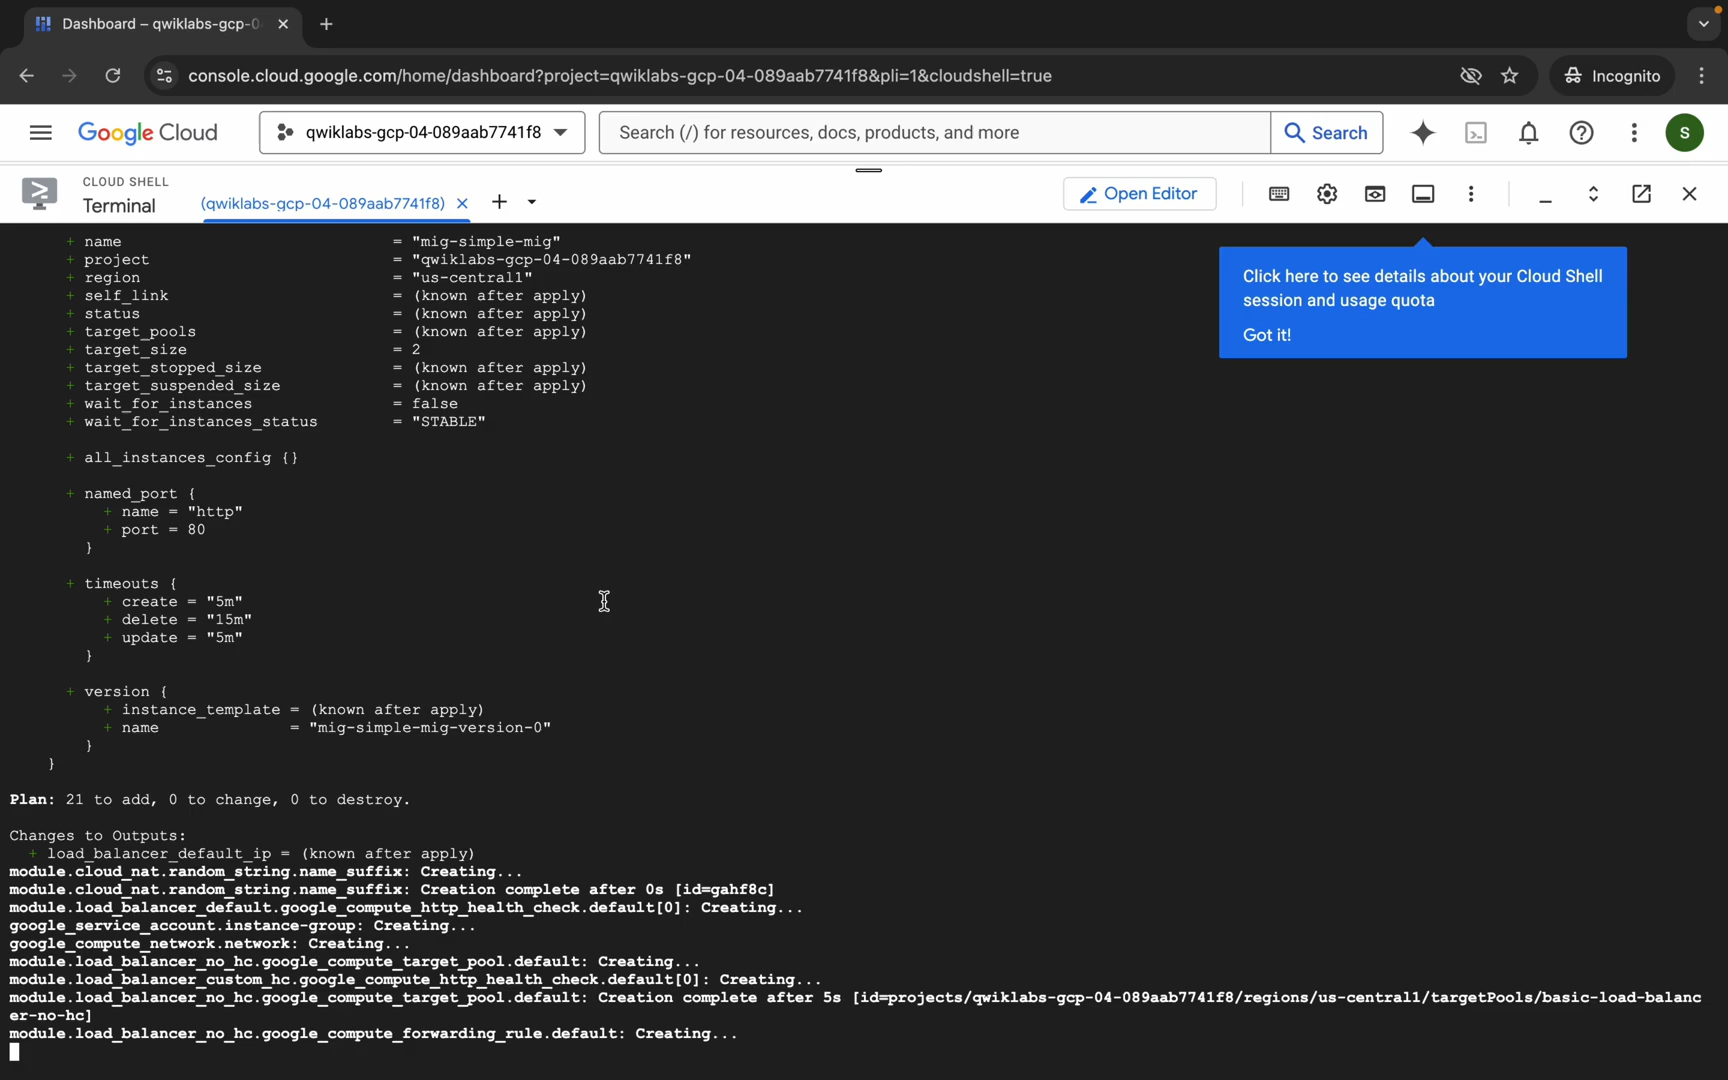 Dashboard – qwiklabs-gcp-0
console.cloud.google.com/home/dashboard?project=qwiklabs-gcp-04-089aab7741f8&pli=1&cloudshell=true
Incognito
Google Cloud
qwiklabs-gcp-04-089aab7741f8
Search (/) for resources, docs, products, and more
Search
S
CLOUD SHELL
Terminal
(qwiklabs-gcp-04-089aab7741f8)
Open Editor
Click here to see details about your Cloud Shell
session and usage quota
Got it!
+ name = "mig-simple-mig"
+ project = "qwiklabs-gcp-04-089aab7741f8"
+ region = "us-central1"
+ self_link = (known after apply)
+ status = (known after apply)
+ target_pools = (known after apply)
+ target_size = 2
+ target_stopped_size = (known after apply)
+ target_suspended_size = (known after apply)
+ wait_for_instances = false
+ wait_for_instances_status = "STABLE"
+ all_instances_config {}
+ named_port {
+ name = "http"
+ port = 80
}
+ timeouts {
+ create = "5m"
+ delete = "15m"
+ update = "5m"
}
+ version {
+ instance_template = (known after apply)
+ name = "mig-simple-mig-version-0"
}
}
Plan: 21 to add, 0 to change, 0 to destroy.
Changes to Outputs:
+ load_balancer_default_ip = (known after apply)
module.cloud_nat.random_string.name_suffix: Creating...
module.cloud_nat.random_string.name_suffix: Creation complete after 0s [id=gahf8c]
module.load_balancer_default.google_compute_http_health_check.default[0]: Creating...
google_service_account.instance-group: Creating...
google_compute_network.network: Creating...
module.load_balancer_no_hc.google_compute_target_pool.default: Creating...
module.load_balancer_custom_hc.google_compute_http_health_check.default[0]: Creating...
module.load_balancer_no_hc.google_compute_target_pool.default: Creation complete after 5s [id=projects/qwiklabs-gcp-04-089aab7741f8/regions/us-central1/targetPools/basic-load-balanc
er-no-hc]
module.load_balancer_no_hc.google_compute_forwarding_rule.default: Creating...